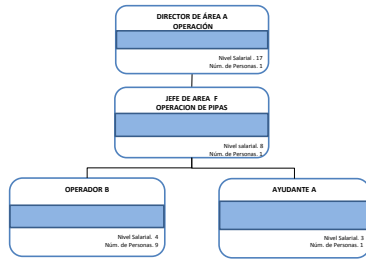 DIRECTOR DE ÁREA A
OPERACIÓN
Nivel Salarial . 17
Núm. de Personas. 1
JEFE DE AREA  F
OPERACION DE PIPAS
Nivel salarial. 8
Núm. de Personas. 1
OPERADOR B
Nivel Salarial.  4
Núm. de Personas. 9
AYUDANTE A
Nivel Salarial. 3
Núm. de Personas. 1